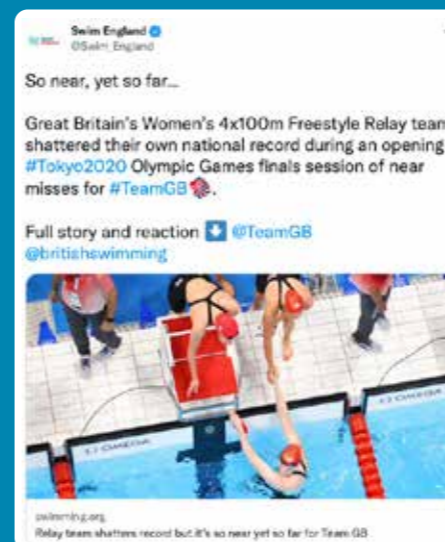 Swim England
@Swim_England
So near, yet so far...
Great Britain's Women's 4x100m Freestyle Relay team
shattered their own national record during an opening
#Tokyo2020 Olympic Games finals session of near
misses for #TeamGB.
Full story and reaction @TeamGB
@britishswimming
OMEGA
OMEGA
swimming.org
Relay team shatters record but it's so near yet so far for Team GB